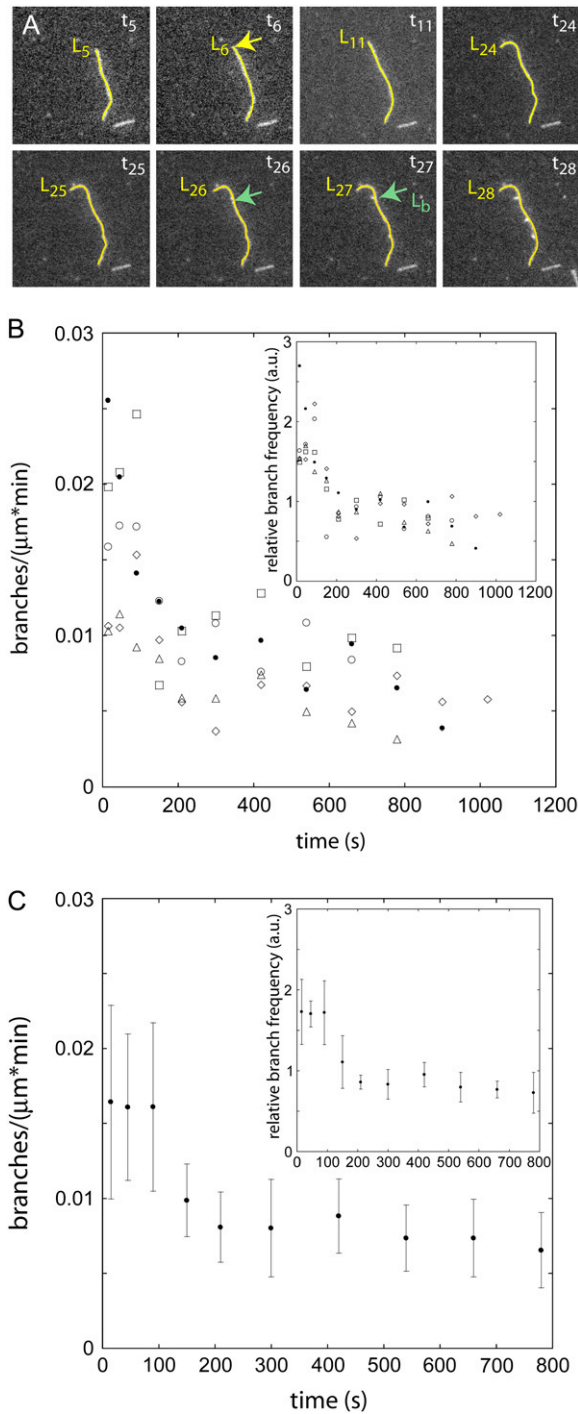 A
t5
L5
t6
L6
t11
L11
t24
L24
t25
L25
t26
L26
t27
L27
Lb
t28
L28
B
branches/(μm*min)
0.03
0.02
0.01
0
0 200 400 600 800 1000 1200
time (s)
relative branch frequency (a.u.)
3
2
1
0
0 200 400 600 800 1000 1200
C
branches/(μm*min)
0.03
0.02
0.01
0
0 100 200 300 400 500 600 700 800
time (s)
relative branch frequency (a.u.)
3
2
1
0
0 100 200 300 400 500 600 700 800